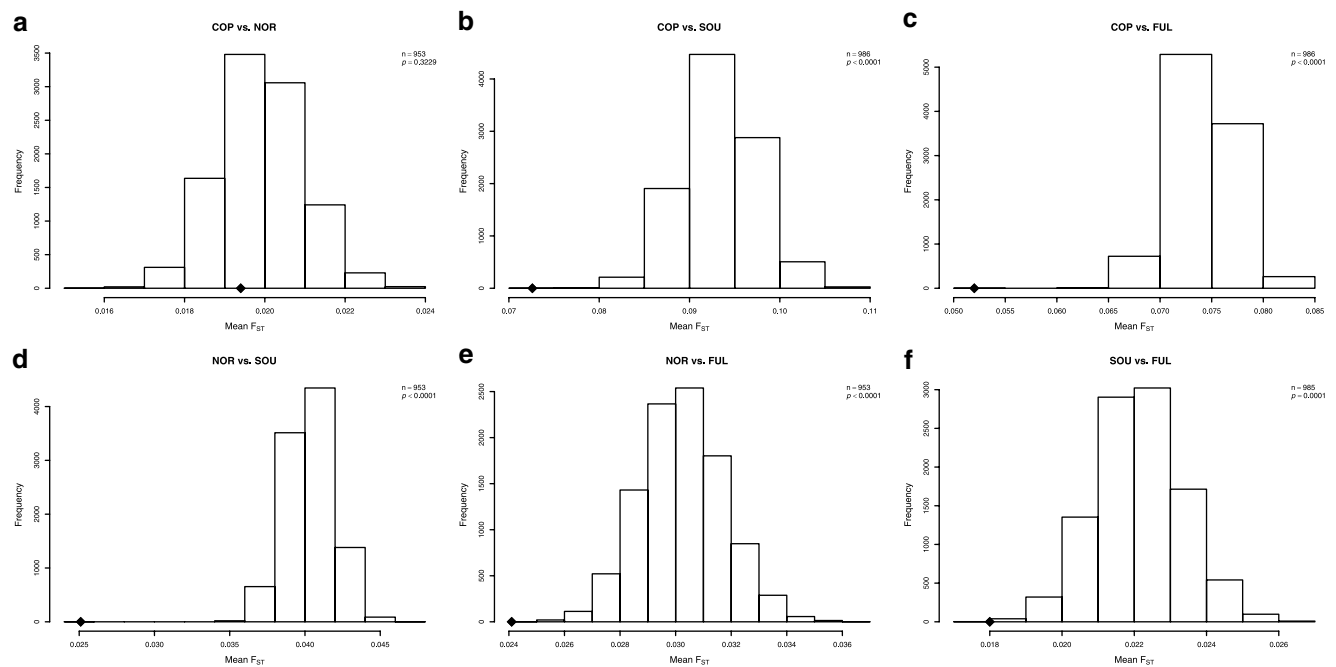 a
COP vs. NOR
n = 953
p = 0.3229
Frequency
0 500 1000 1500 2000 2500 3000 3500
0.016 0.018 0.020 0.022 0.024
Mean FST
b
COP vs. SOU
n = 986
p < 0.0001
Frequency
0 1000 2000 3000 4000
0.07 0.08 0.09 0.10 0.11
Mean FST
c
COP vs. FUL
n = 986
p < 0.0001
Frequency
0 1000 2000 3000 4000 5000
0.050 0.055 0.060 0.065 0.070 0.075 0.080 0.085
Mean FST
d
NOR vs. SOU
n = 953
p < 0.0001
Frequency
0 1000 2000 3000 4000
0.025 0.030 0.035 0.040 0.045
Mean FST
e
NOR vs. FUL
n = 953
p < 0.0001
Frequency
0 500 1000 1500 2000 2500
0.024 0.026 0.028 0.030 0.032 0.034 0.036
Mean FST
f
SOU vs. FUL
n = 985
p = 0.0001
Frequency
0 500 1000 1500 2000 2500 3000
0.018 0.020 0.022 0.024 0.026
Mean FST